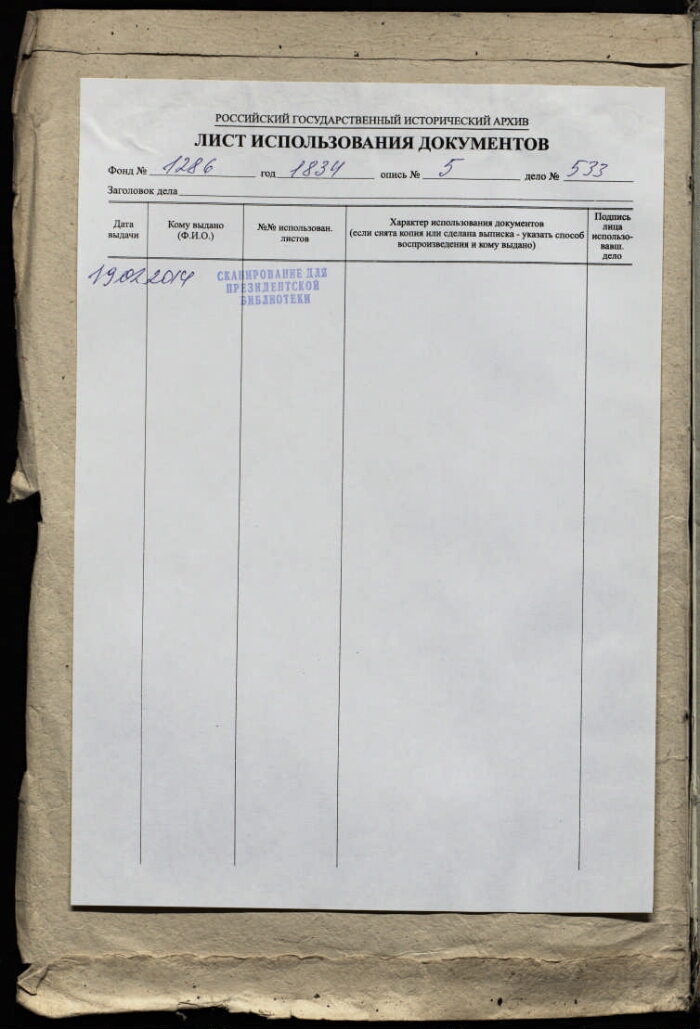 РОССИЙСКИЙ ГОСУДАРСТВЕННЫЙ ИСТОРИЧЕСКИЙ АРХИВ
ЛИСТ ИСПОЛЬЗОВАНИЯ ДОКУМЕНТОВ
Фонд № 1286 год 1834 опись № 5 дело № 533
Заголовок дела
Дата
выдачи
Кому выдано
(Ф.И.О.)
№№ использован.
листов
Характер использования документов
(если снята копия или сделана выписка - указать способ
воспроизведения и кому выдано)
Подпись
лица
использо-
вавш.
дело
19.02.2014
СКАНИРОВАНИЕ ДЛЯ
ПРЕЗИДЕНТСКОЙ
БИБЛИОТЕКИ